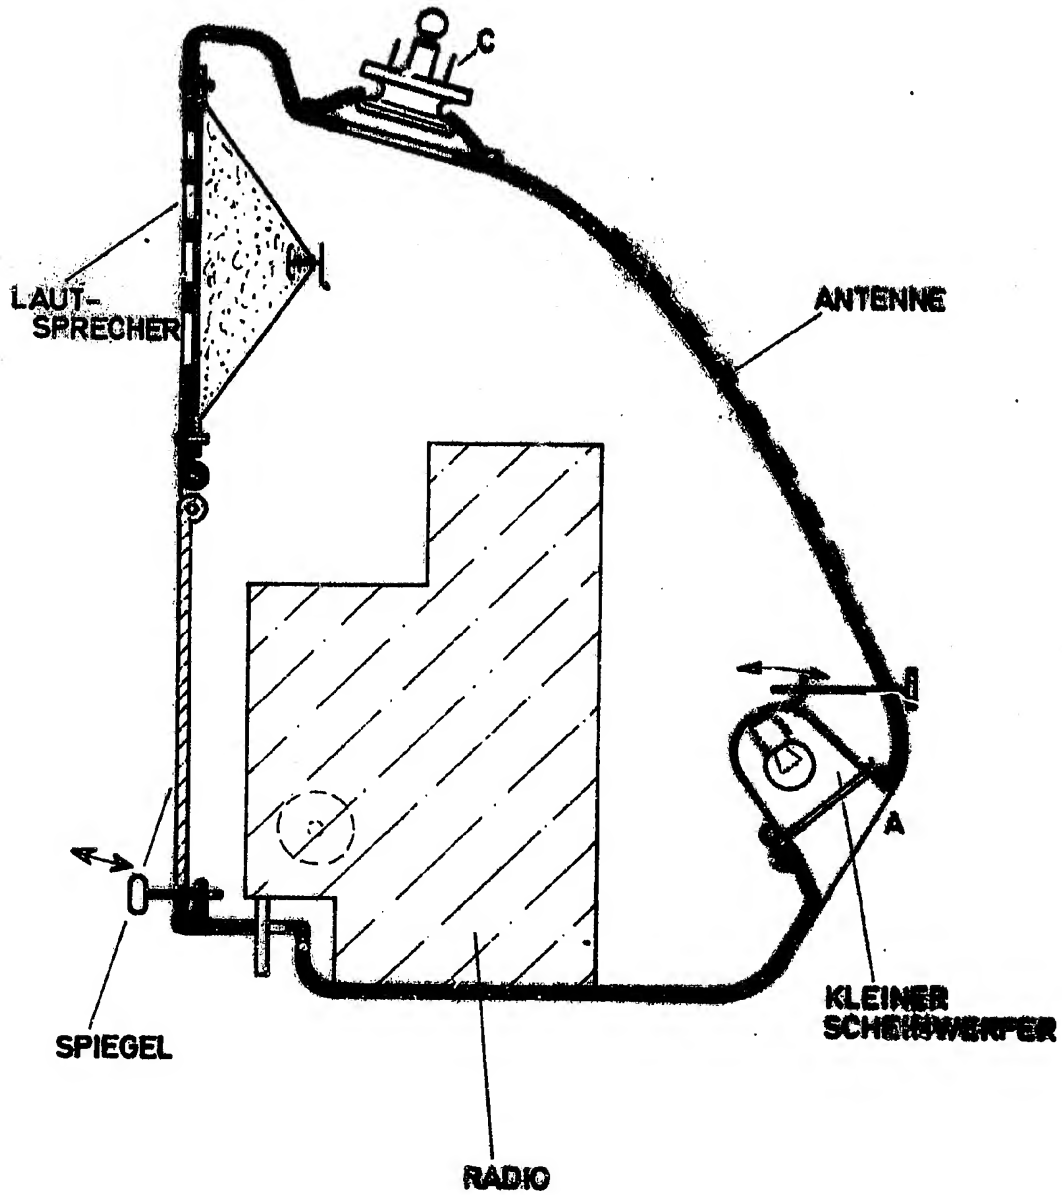 C
LAUT-
SPRECHER
ANTENNE
A
KLEINER
SCHEINWERFER
SPIEGEL
RADIO